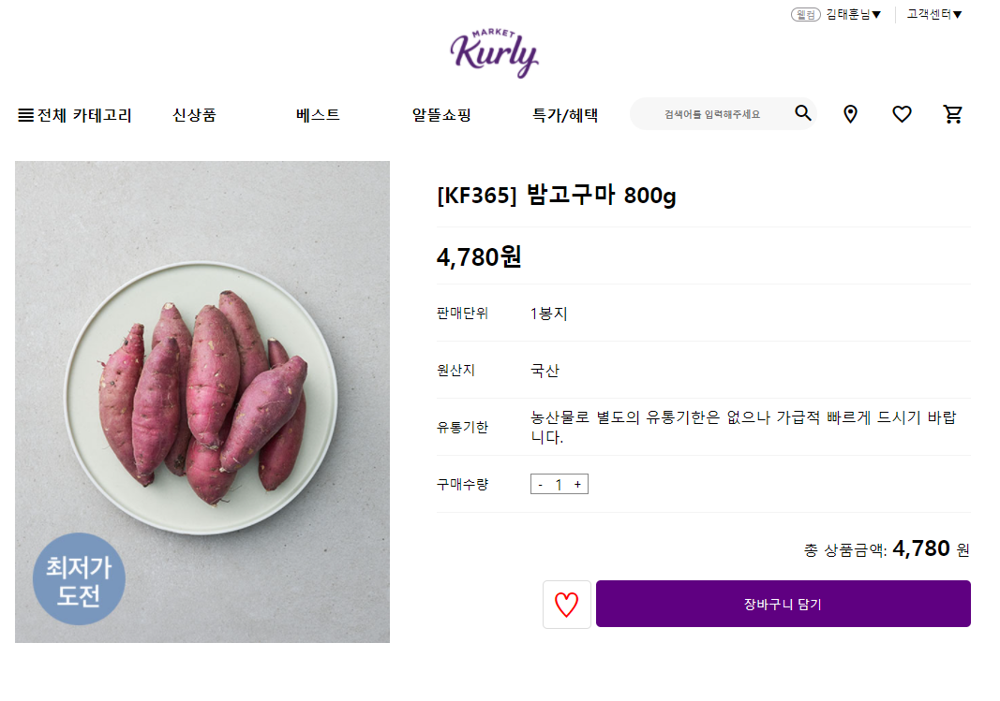 웰컴 김태훈님▼ 고객센터▼
MARKET
Kurly
전체 카테고리 신상품 베스트 알뜰쇼핑 특가/혜택 검색어를 입력해주세요
[KF365] 밤고구마 800g
4,780원
판매단위 1봉지
원산지 국산
유통기한 농산물로 별도의 유통기한은 없으나 가급적 빠르게 드시기 바랍
니다.
구매수량 - 1 +
최저가
도전
총 상품금액: 4,780 원
장바구니 담기